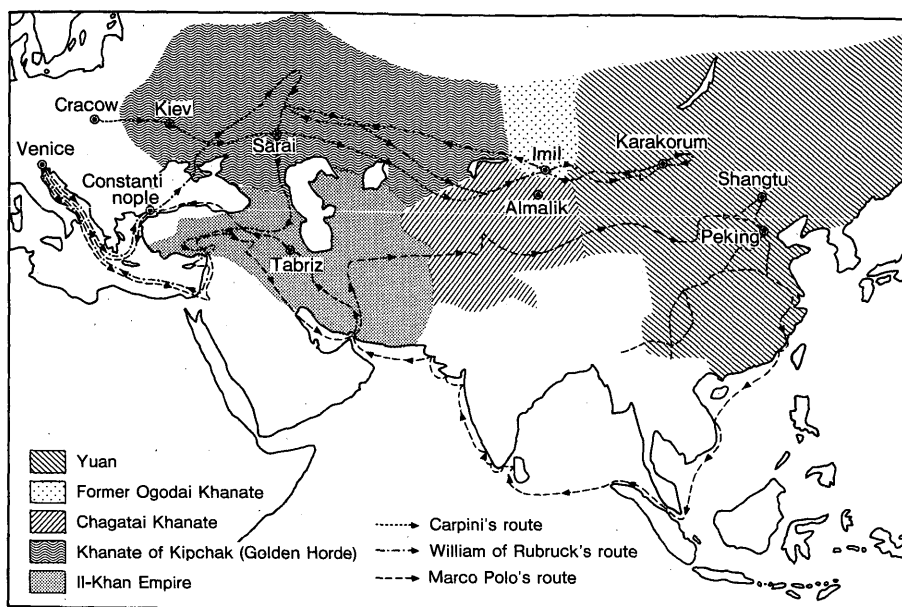 Cracow
Kiev
Venice
Sarai
Imil
Karakorum
Constanti
nople
Almalik
Shangtu
Peking
Tabriz
Yuan
Former Ogodai Khanate
Chagatai Khanate
Khanate of Kipchak (Golden Horde)
Il-Khan Empire
Carpini's route
William of Rubruck's route
Marco Polo's route